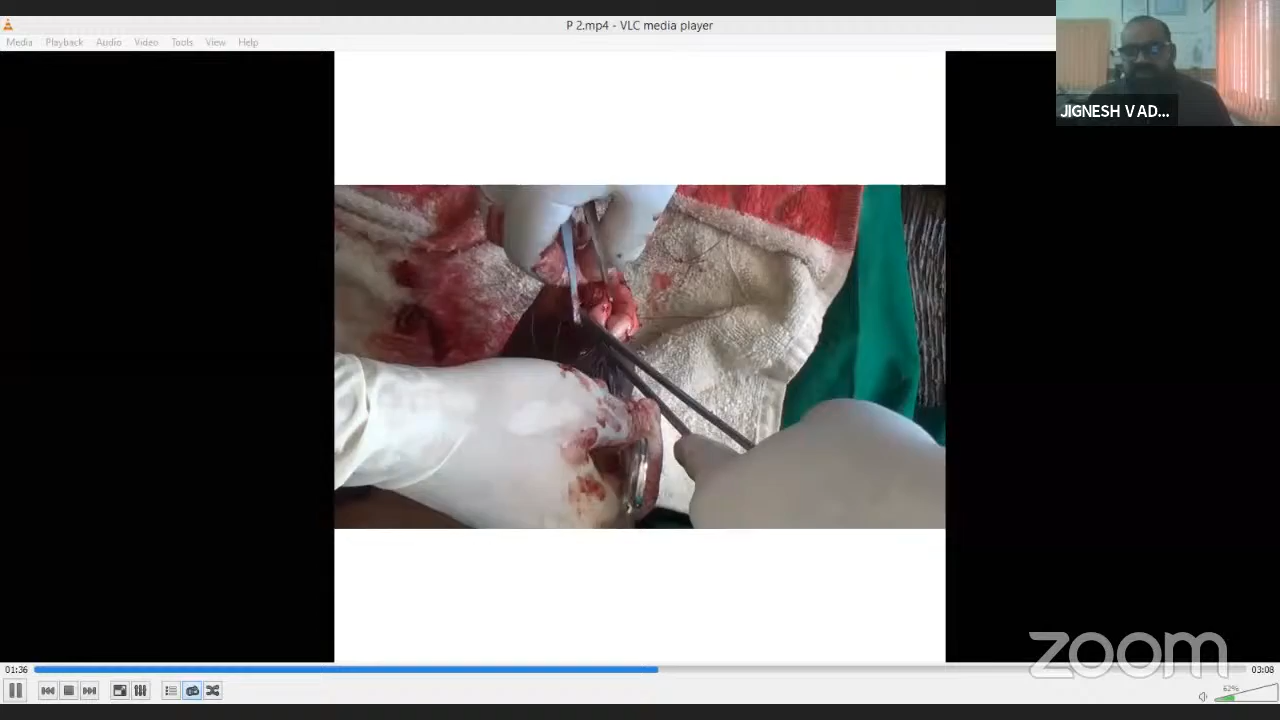 P 2.mp4 - VLC media player
Media Playback Audio Video Tools View Help
JIGNESH V AD...
01:36
03:08
62%
zoom